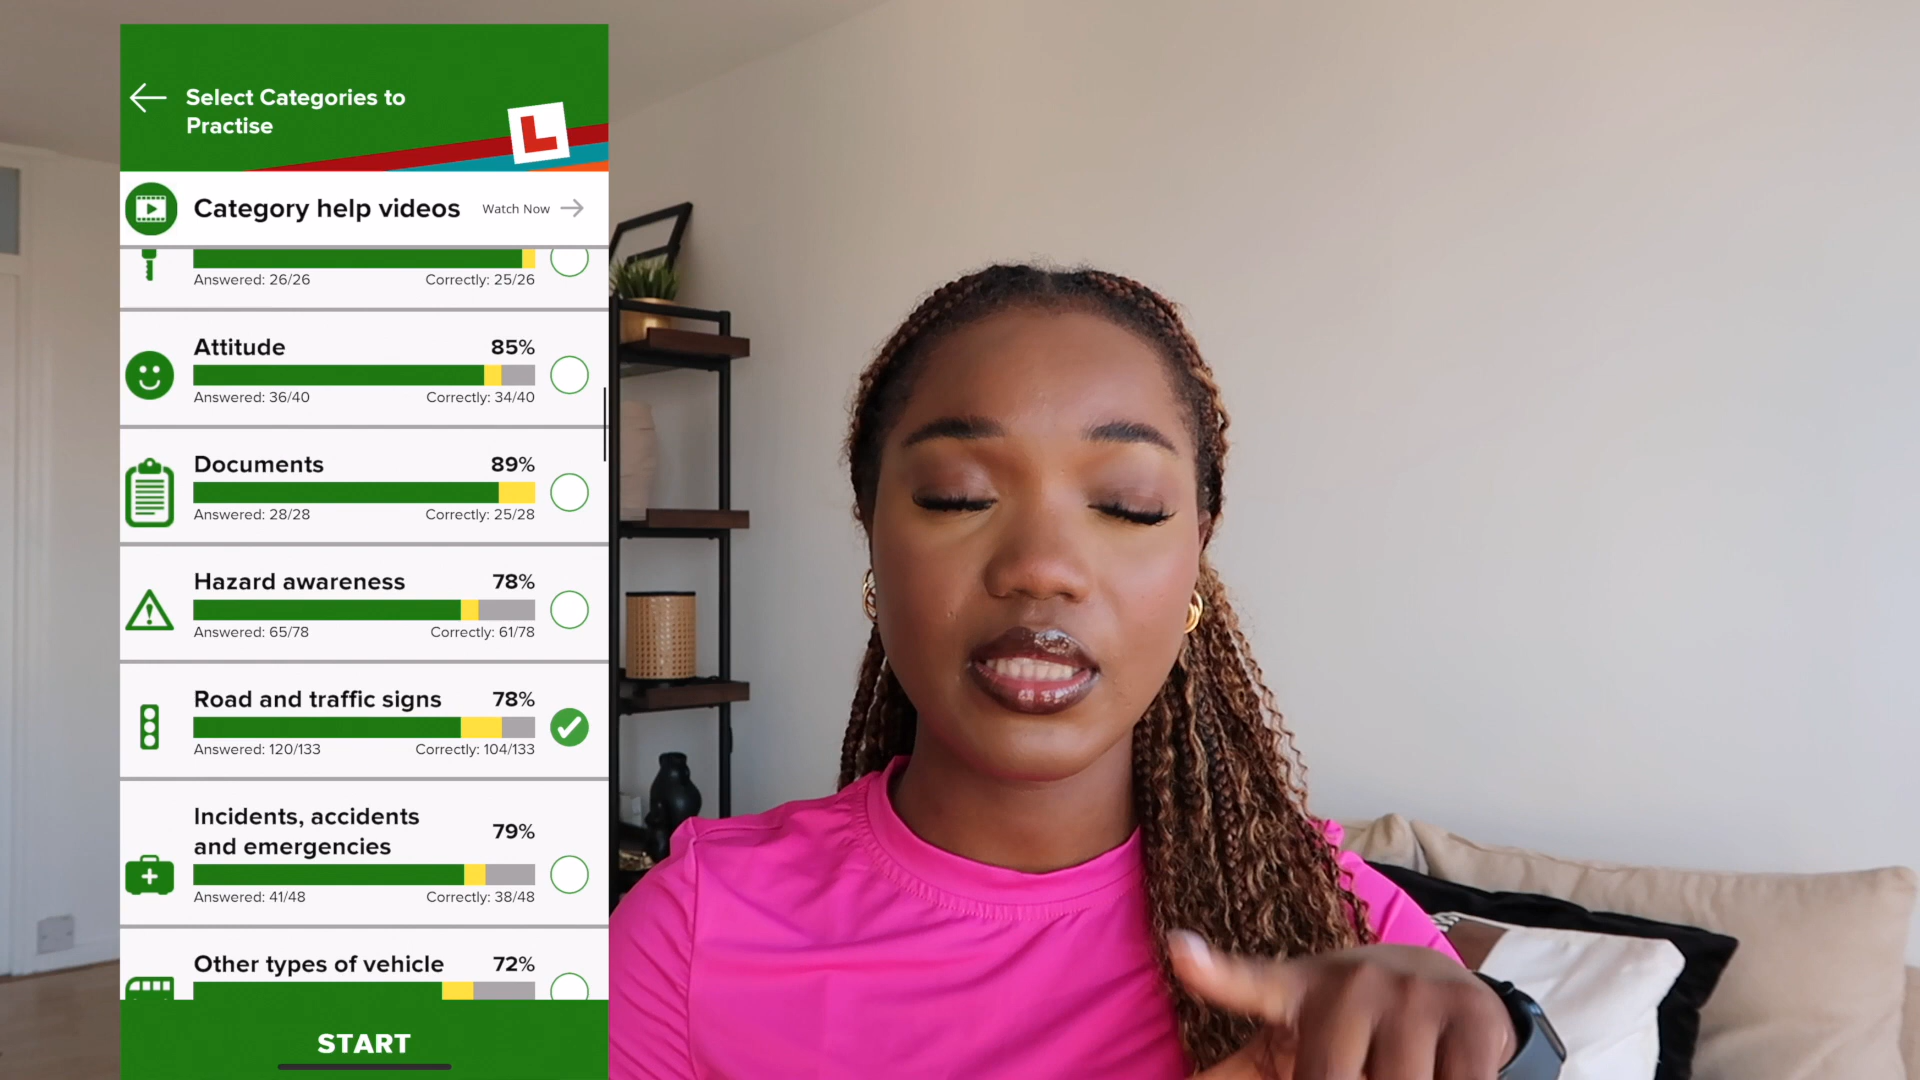 Select Categories to
Practise
L
Category help videos
Watch Now
Answered: 26/26 Correctly: 25/26
Attitude 85%
Answered: 36/40 Correctly: 34/40
Documents 89%
Answered: 28/28 Correctly: 25/28
Hazard awareness 78%
Answered: 65/78 Correctly: 61/78
Road and traffic signs 78%
Answered: 120/133 Correctly: 104/133
Incidents, accidents
and emergencies 79%
Answered: 41/48 Correctly: 38/48
Other types of vehicle 72%
START